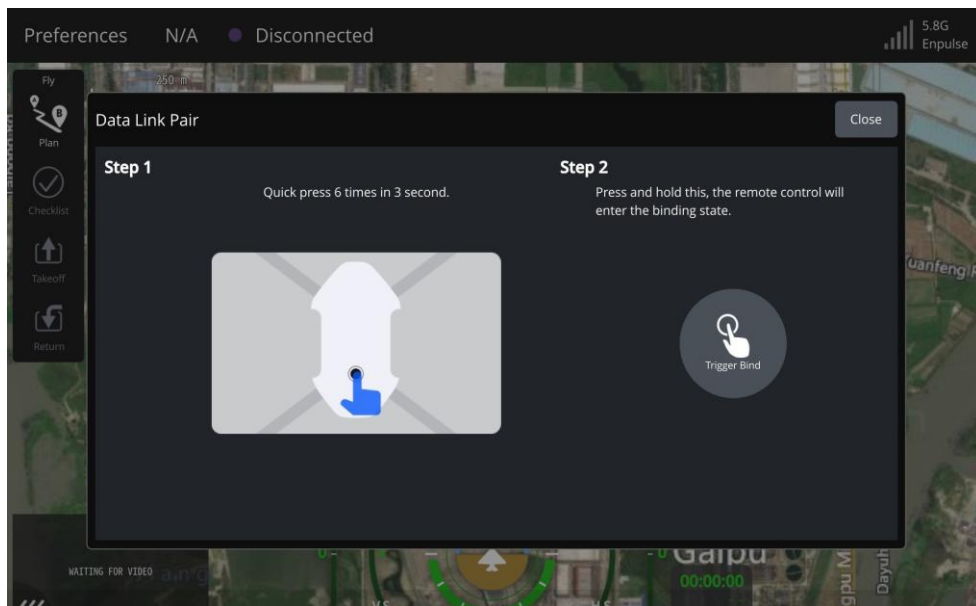 Preferences N/A Disconnected
5.8G
Enpulse
Fly
250 m
Plan
Checklist
Takeoff
Return
Data Link Pair
Close
Step 1
Quick press 6 times in 3 second.
Step 2
Press and hold this, the remote control will
enter the binding state.
Trigger Bind
WAITING FOR VIDEO
Gaipu
00:00:00